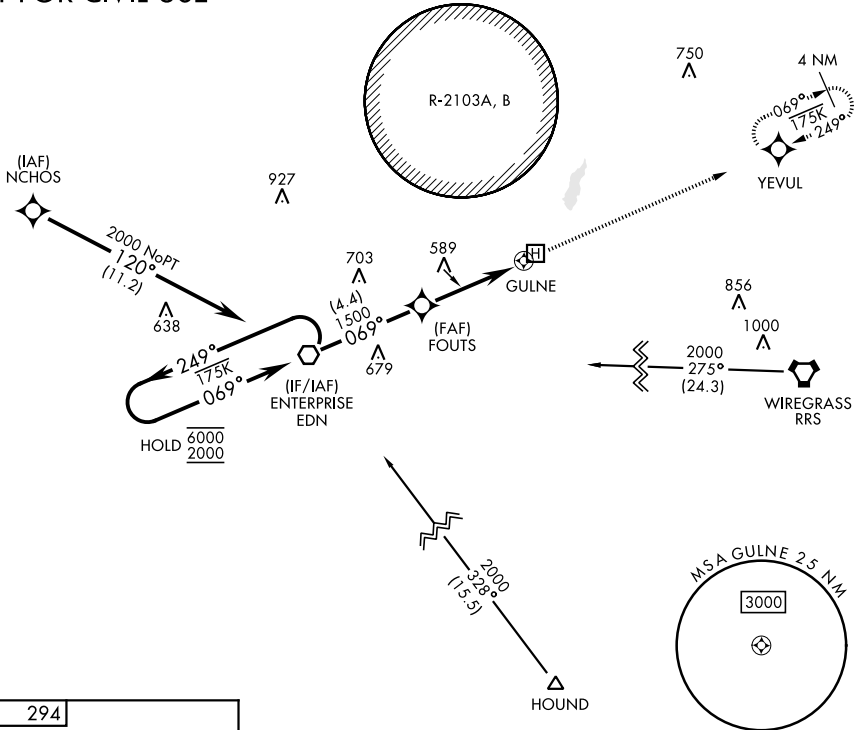 750
4 NM
069°
175K
249°
YEVUL
R-2103A, B
(IAF)
NCHOS
927
2000 NoPT
120°
(11.2)
638
703
589
GULNE
(4.4)
1500
069°
(FAF)
FOUTS
679
249°
175K
069°
(IF/IAF)
ENTERPRISE
EDN
HOLD 6000
2000
856
1000
2000
275°
(24.3)
WIREGRASS
RRS
2000
328°
(15.5)
HOUND
MSA GULNE 25 NM
3000
294